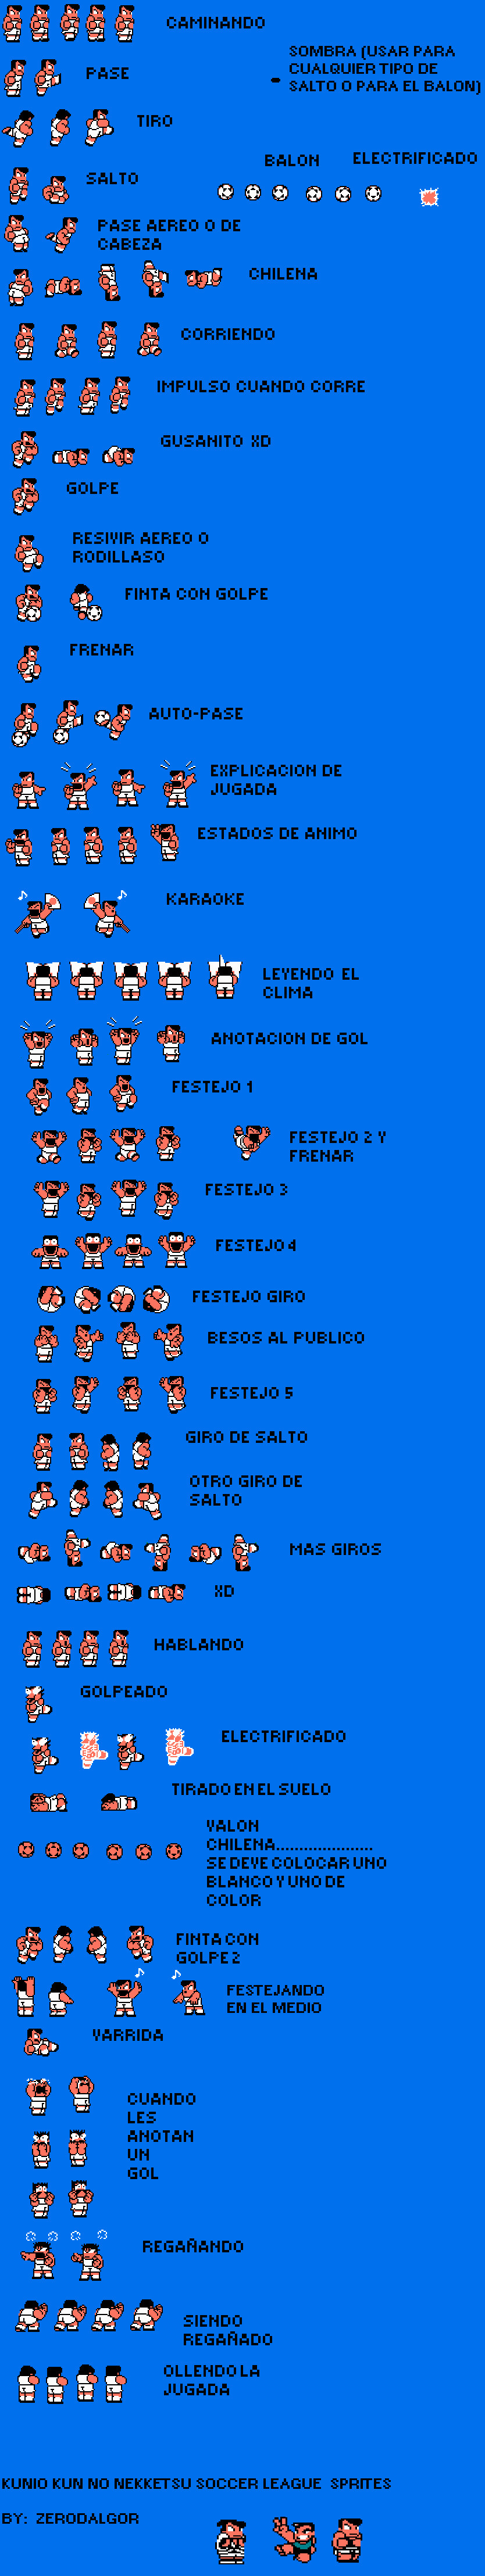 CAMINANDO
SOMBRA (USAR PARA
CUALQUIER TIPO DE
SALTO O PARA EL BALON)
PASE
TIRO
BALON
ELECTRIFICADO
SALTO
PASE AEREO O DE
CABEZA
CHILENA
CORRIENDO
IMPULSO CUANDO CORRE
GUSANITO XD
GOLPE
RESIVIR AEREO O
RODILLASO
FINTA CON GOLPE
FRENAR
AUTO-PASE
EXPLICACION DE
JUGADA
ESTADOS DE ANIMO
KARAOKE
LEYENDO EL
CLIMA
ANOTACION DE GOL
FESTEJO 1
FESTEJO 2 Y
FRENAR
FESTEJO 3
FESTEJO 4
FESTEJO GIRO
BESOS AL PUBLICO
FESTEJO 5
GIRO DE SALTO
OTRO GIRO DE
SALTO
MAS GIROS
XD
HABLANDO
GOLPEADO
ELECTRIFICADO
TIRADO EN EL SUELO
VALON
CHILENA.....................
SE DEVE COLOCAR UNO
BLANCO Y UNO DE
COLOR
FINTA CON
GOLPE 2
FESTEJANDO
EN EL MEDIO
VARRIDA
CUANDO
LES
ANOTAN
UN
GOL
REGAÑANDO
SIENDO
REGAÑADO
OLLENDO LA
JUGADA
KUNIO KUN NO NEKKETSU SOCCER LEAGUE SPRITES
BY: ZERODALGOR